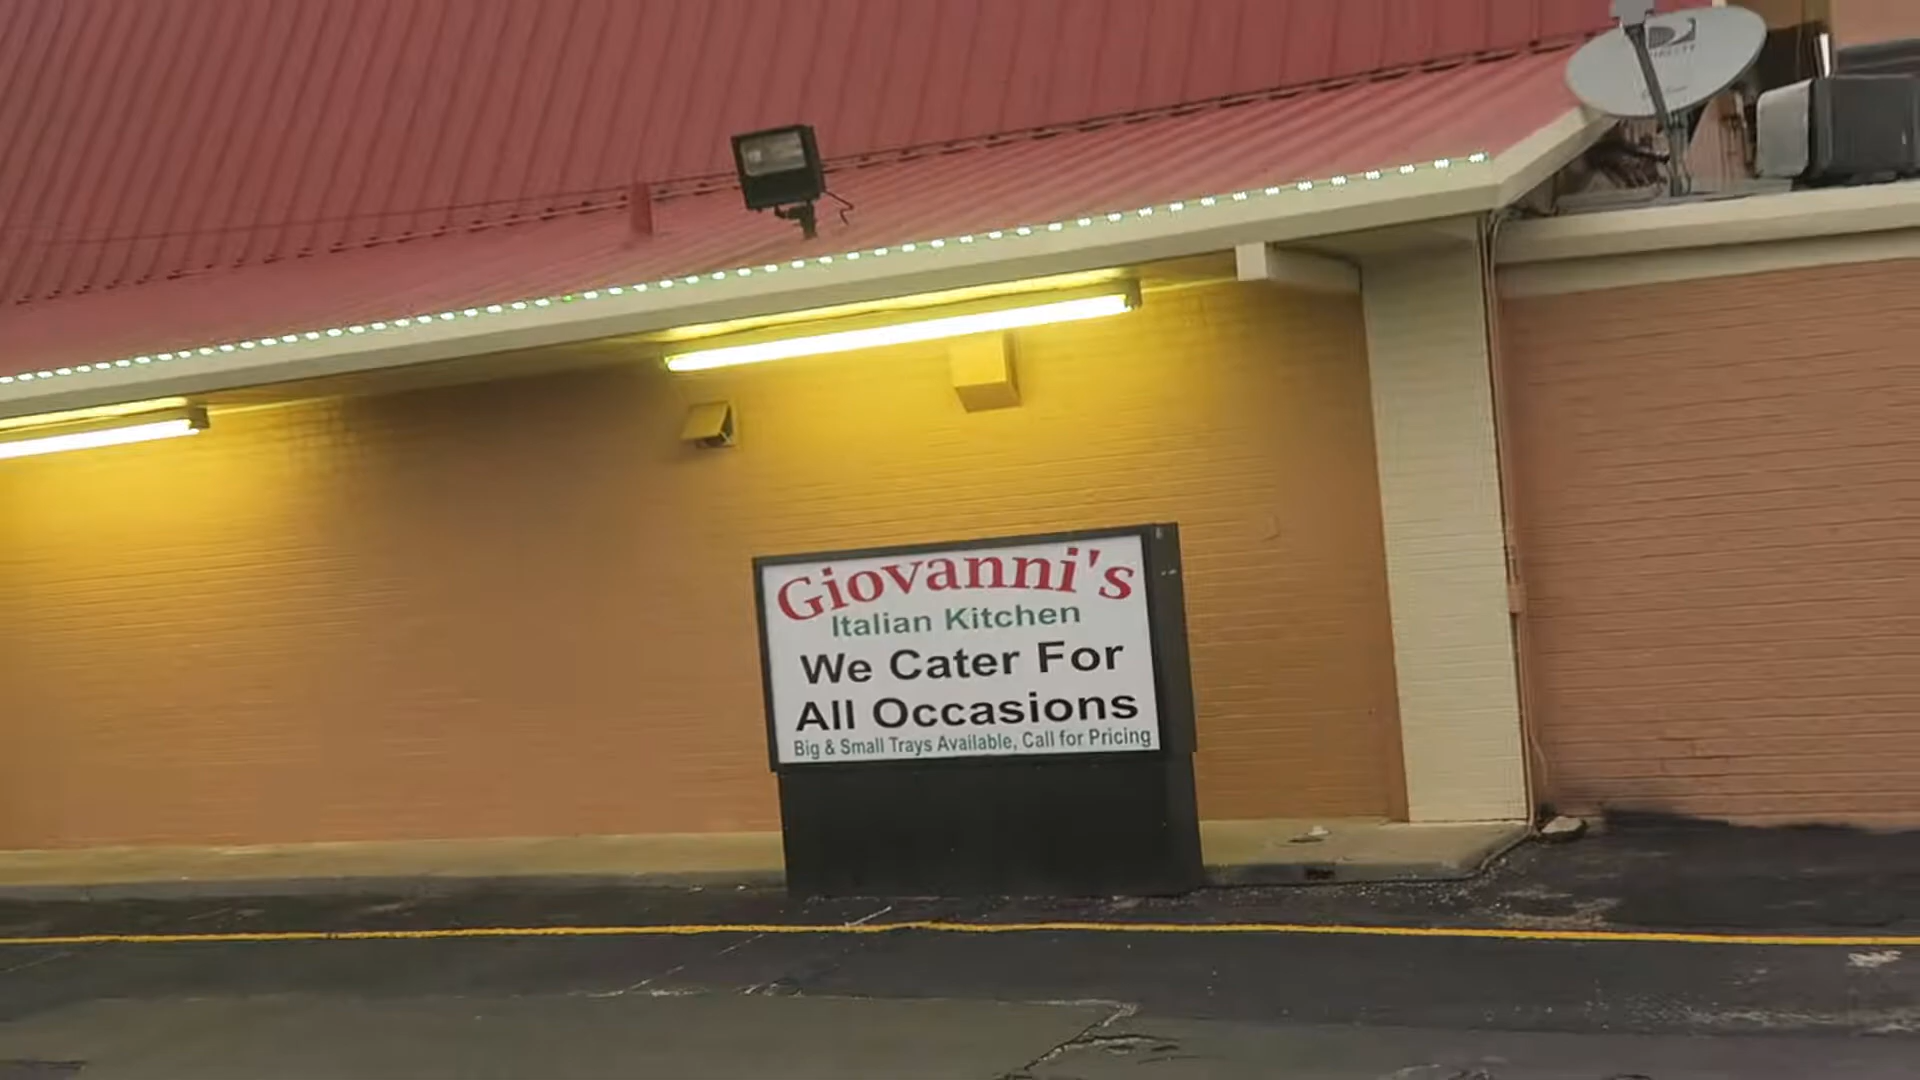 Giovanni's
Italian Kitchen
We Cater For
All Occasions
Big & Small Trays Available, Call for Pricing